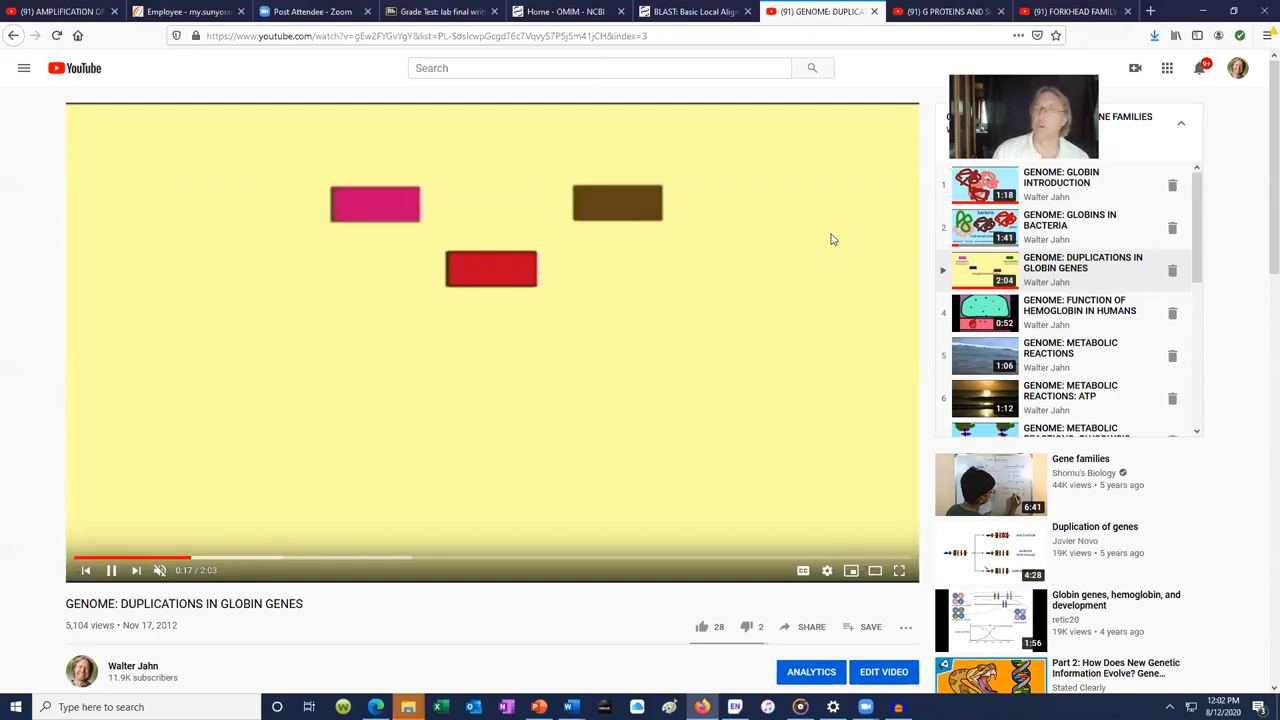 (91) AMPLIFICATION OF G
Employee - my.sunyor
Post Attendee - Zoom
Grade Test: lab final writ
Home - OMIM - NCBI
BLAST: Basic Local Align
(91) GENOME: DUPLICA
(91) G PROTEINS AND S
(91) FORKHEAD FAMILY
https://www.youtube.com/watch?v=gEw2FYGvYgY&list=PL-SdslcwpGcgdT6c7VqvyS7P5j5m41jCH&index=3
YouTube
Search
9+
NE FAMILIES
1
GENOME: GLOBIN
INTRODUCTION
Walter Jahn
1:18
2
bacteria
GENOME: GLOBINS IN
BACTERIA
Walter Jahn
1:41
GENOME: DUPLICATIONS IN
GLOBIN GENES
Walter Jahn
2:04
4
GENOME: FUNCTION OF
HEMOGLOBIN IN HUMANS
Walter Jahn
0:52
5
GENOME: METABOLIC
REACTIONS
Walter Jahn
1:06
6
GENOME: METABOLIC
REACTIONS: ATP
Walter Jahn
1:12
GENOME: METABOLIC
Gene families
Shomu's Biology
44K views • 5 years ago
6:41
Duplication of genes
Javier Novo
19K views • 5 years ago
4:28
Globin genes, hemoglobin, and
development
retic20
19K views • 4 years ago
1:56
Part 2: How Does New Genetic
Information Evolve? Gene...
Stated Clearly
0:17 / 2:03
GENOME: DUPLICATIONS IN GLOBIN GENES
5,104 views • Nov 17, 2012
28
2
SHARE
SAVE
Walter Jahn
11.9K subscribers
ANALYTICS
EDIT VIDEO
Type here to search
EN
12:02 PM
8/12/2020
3